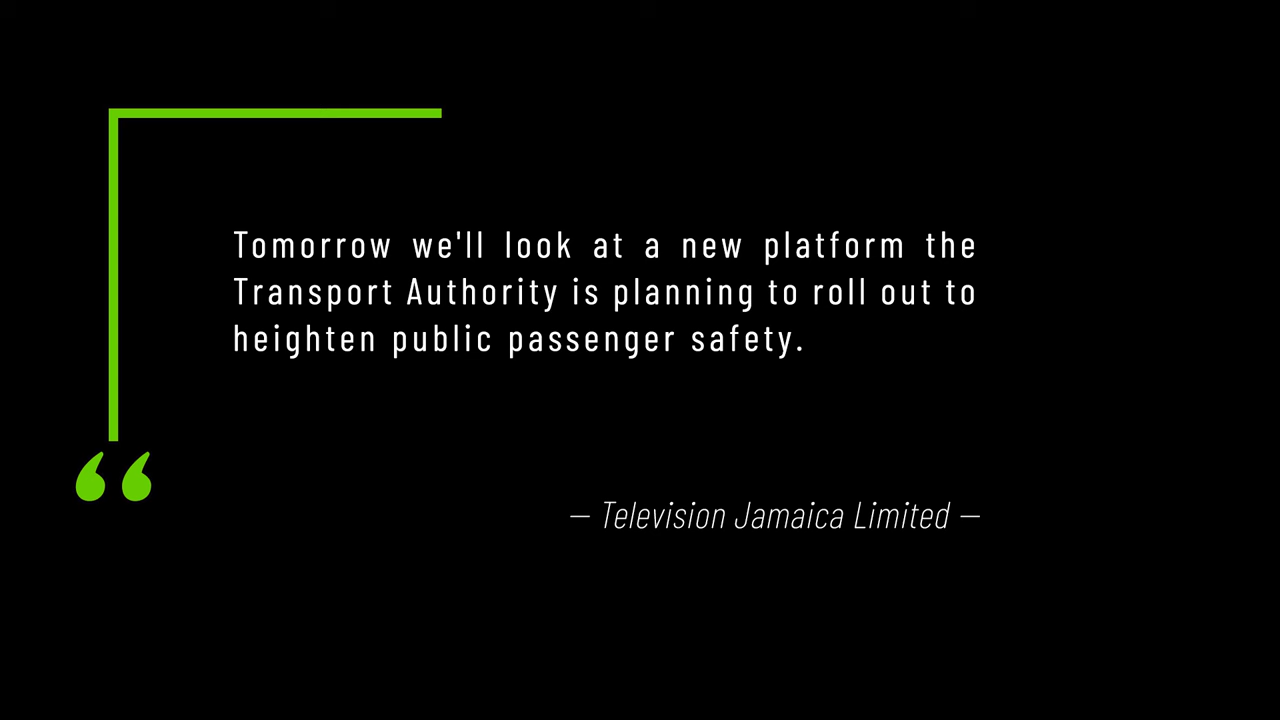 Tomorrow we'll look at a new platform the
Transport Authority is planning to roll out to
heighten public passenger safety.
“
— Television Jamaica Limited —